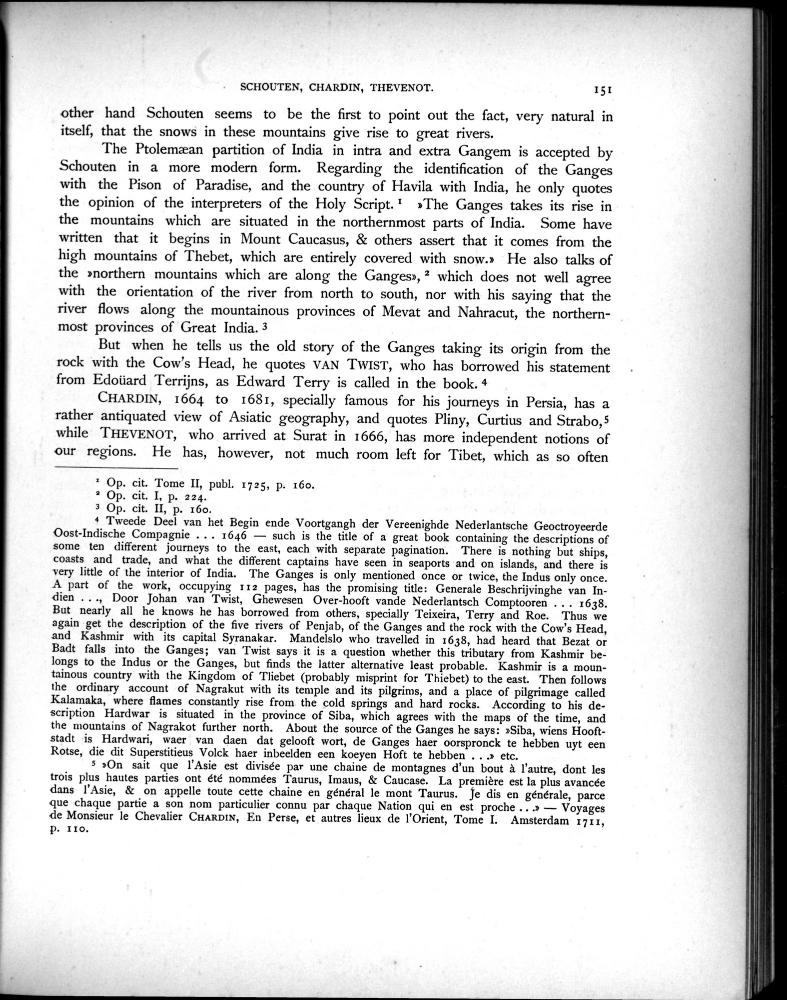 SCHOUTEN, CHARDIN, THEVENOT. 151
other hand Schouten seems to be the first to point out the fact, very natural in
itself, that the snows in these mountains give rise to great rivers.
The Ptolemæan partition of India in intra and extra Gangem is accepted by
Schouten in a more modern form. Regarding the identification of the Ganges
with the Pison of Paradise, and the country of Havila with India, he only quotes
the opinion of the interpreters of the Holy Script. ¹ »The Ganges takes its rise in
the mountains which are situated in the northernmost parts of India. Some have
written that it begins in Mount Caucasus, & others assert that it comes from the
high mountains of Thebet, which are entirely covered with snow.» He also talks of
the »northern mountains which are along the Ganges», ² which does not well agree
with the orientation of the river from north to south, nor with his saying that the
river flows along the mountainous provinces of Mevat and Nahracut, the northern-
most provinces of Great India. ³
But when he tells us the old story of the Ganges taking its origin from the
rock with the Cow's Head, he quotes VAN TWIST, who has borrowed his statement
from Edoüard Terrijns, as Edward Terry is called in the book. ⁴
CHARDIN, 1664 to 1681, specially famous for his journeys in Persia, has a
rather antiquated view of Asiatic geography, and quotes Pliny, Curtius and Strabo,⁵
while THEVENOT, who arrived at Surat in 1666, has more independent notions of
our regions. He has, however, not much room left for Tibet, which as so often
¹ Op. cit. Tome II, publ. 1725, p. 160.
² Op. cit. I, p. 224.
³ Op. cit. II, p. 160.
⁴ Tweede Deel van het Begin ende Voortgangh der Vereenighde Nederlantsche Geoctroyeerde
Oost-Indische Compagnie . . . 1646 — such is the title of a great book containing the descriptions of
some ten different journeys to the east, each with separate pagination. There is nothing but ships,
coasts and trade, and what the different captains have seen in seaports and on islands, and there is
very little of the interior of India. The Ganges is only mentioned once or twice, the Indus only once.
A part of the work, occupying 112 pages, has the promising title: Generale Beschrijvinghe van In-
dien . . ., Door Johan van Twist, Ghewesen Over-hooft vande Nederlantsch Comptooren . . . 1638.
But nearly all he knows he has borrowed from others, specially Teixeira, Terry and Roe. Thus we
again get the description of the five rivers of Penjab, of the Ganges and the rock with the Cow's Head,
and Kashmir with its capital Syranakar. Mandelslo who travelled in 1638, had heard that Bezat or
Badt falls into the Ganges; van Twist says it is a question whether this tributary from Kashmir be-
longs to the Indus or the Ganges, but finds the latter alternative least probable. Kashmir is a moun-
tainous country with the Kingdom of Tliebet (probably misprint for Thiebet) to the east. Then follows
the ordinary account of Nagrakut with its temple and its pilgrims, and a place of pilgrimage called
Kalamaka, where flames constantly rise from the cold springs and hard rocks. According to his de-
scription Hardwar is situated in the province of Siba, which agrees with the maps of the time, and
the mountains of Nagrakot further north. About the source of the Ganges he says: »Siba, wiens Hooft-
stadt is Hardwari, waer van daen dat gelooft wort, de Ganges haer oorspronck te hebben uyt een
Rotse, die dit Superstitieus Volck haer inbeelden een koeyen Hoft te hebben . . .» etc.
⁵ »On sait que l'Asie est divisée par une chaine de montagnes d'un bout à l'autre, dont les
trois plus hautes parties ont été nommées Taurus, Imaus, & Caucase. La première est la plus avancée
dans l'Asie, & on appelle toute cette chaine en général le mont Taurus. Je dis en générale, parce
que chaque partie a son nom particulier connu par chaque Nation qui en est proche . . .» — Voyages
de Monsieur le Chevalier CHARDIN, En Perse, et autres lieux de l'Orient, Tome I. Amsterdam 1711,
p. 110.